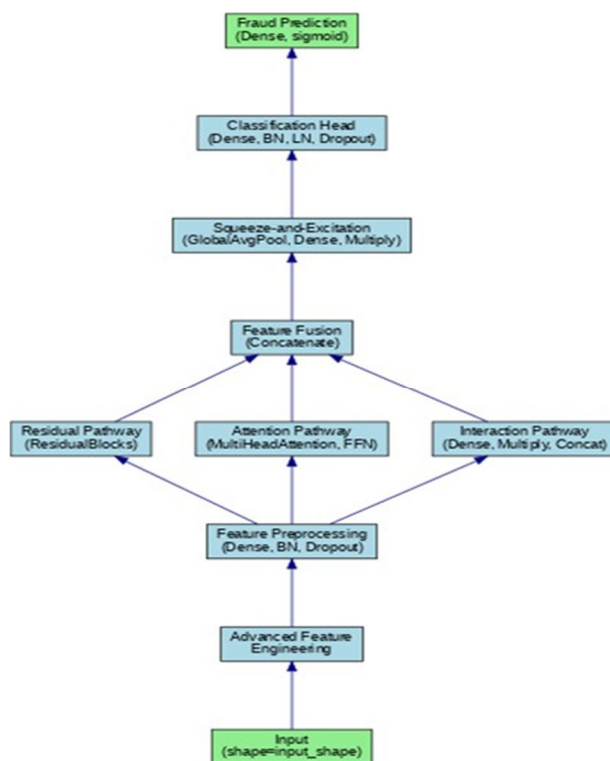 Fraud Prediction
(Dense, sigmoid)
Classification Head
(Dense, BN, LN, Dropout)
Squeeze-and-Excitation
(GlobalAvgPool, Dense, Multiply)
Feature Fusion
(Concatenate)
Residual Pathway
(ResidualBlocks)
Attention Pathway
(MultiHeadAttention, FFN)
Interaction Pathway
(Dense, Multiply, Concat)
Feature Preprocessing
(Dense, BN, Dropout)
Advanced Feature
Engineering
Input
(shape=input_shape)